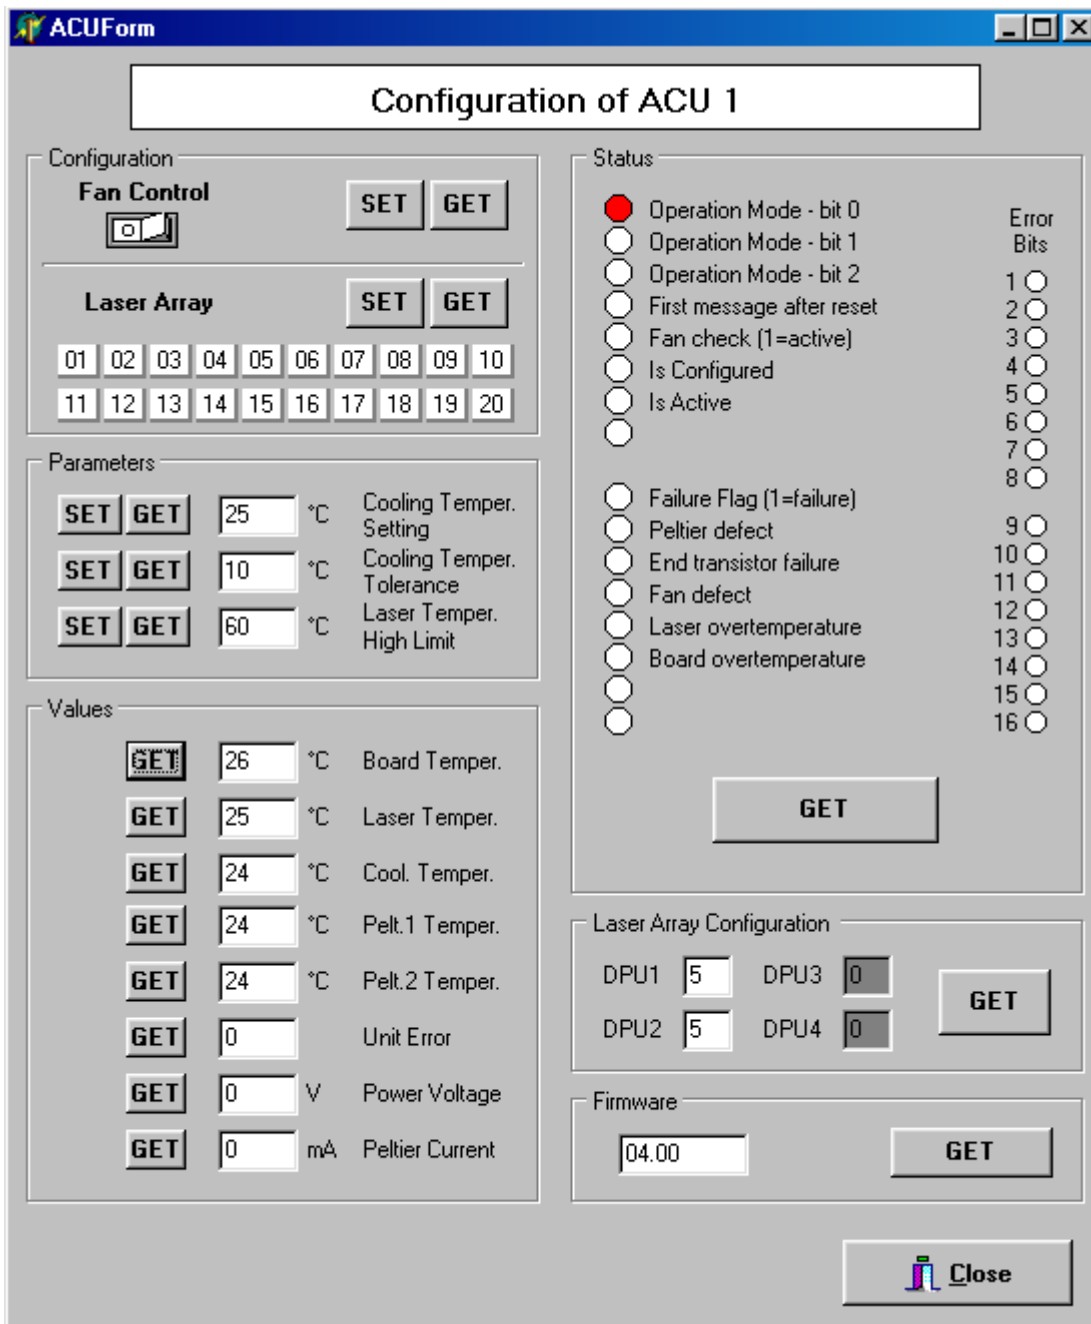 ACUForm
Configuration of ACU 1
Configuration
Fan Control
SET GET
Laser Array
SET GET
01 02 03 04 05 06 07 08 09 10
11 12 13 14 15 16 17 18 19 20
Parameters
SET GET 25 °C Cooling Temper.
Setting
SET GET 10 °C Cooling Temper.
Tolerance
SET GET 60 °C Laser Temper.
High Limit
Values
GET 26 °C Board Temper.
GET 25 °C Laser Temper.
GET 24 °C Cool. Temper.
GET 24 °C Pelt.1 Temper.
GET 24 °C Pelt.2 Temper.
GET 0 Unit Error
GET 0 V Power Voltage
GET 0 mA Peltier Current
Status
Operation Mode - bit 0
Operation Mode - bit 1
Operation Mode - bit 2
First message after reset
Fan check (1=active)
Is Configured
Is Active
Failure Flag (1=failure)
Peltier defect
End transistor failure
Fan defect
Laser overtemperature
Board overtemperature
Error
Bits
1
2
3
4
5
6
7
8
9
10
11
12
13
14
15
16
GET
Laser Array Configuration
DPU1 5 DPU3 0
DPU2 5 DPU4 0
GET
Firmware
04.00 GET
Close